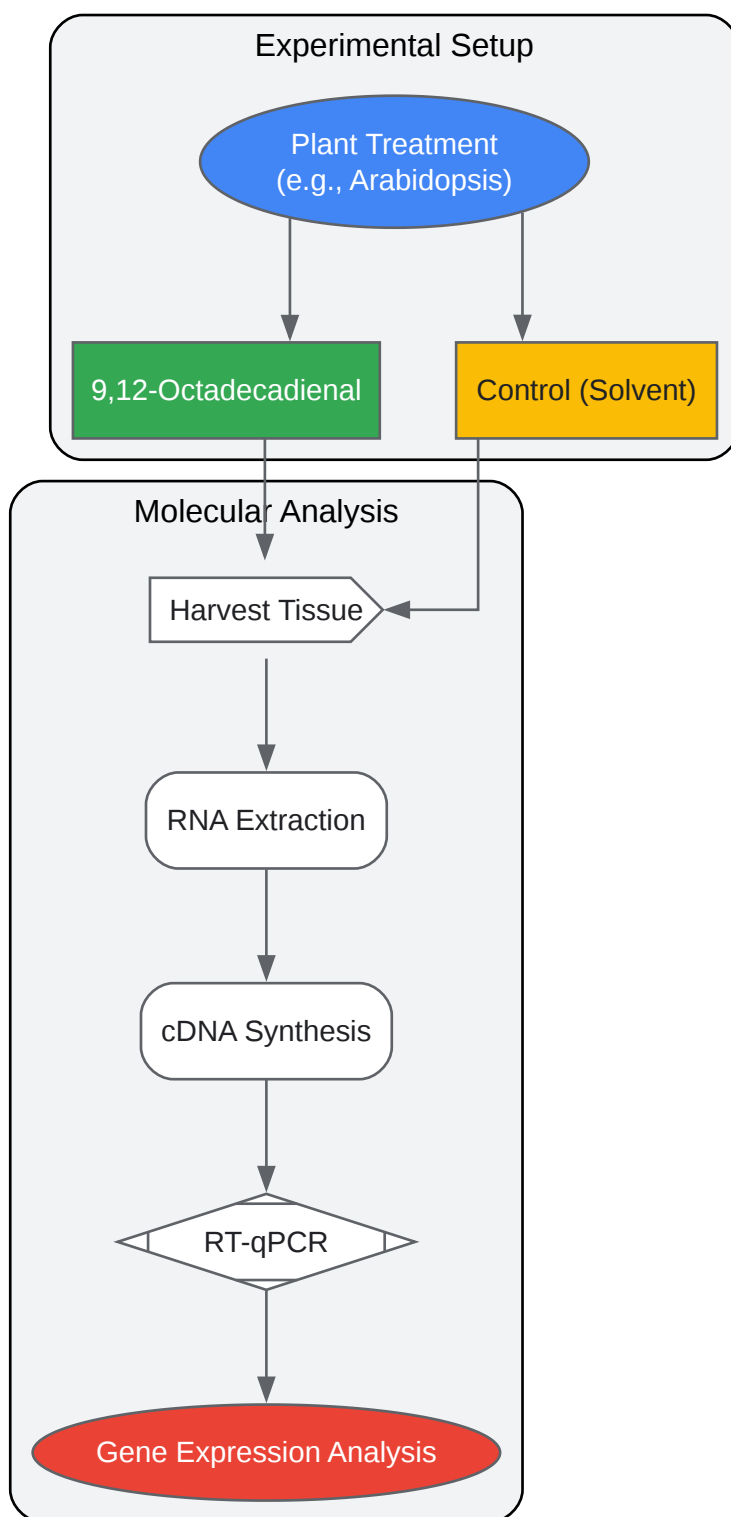 Experimental Setup
Plant Treatment
(e.g., Arabidopsis)
9,12-Octadecadienal
Control (Solvent)
Molecular Analysis
Harvest Tissue
RNA Extraction
cDNA Synthesis
RT-qPCR
Gene Expression Analysis